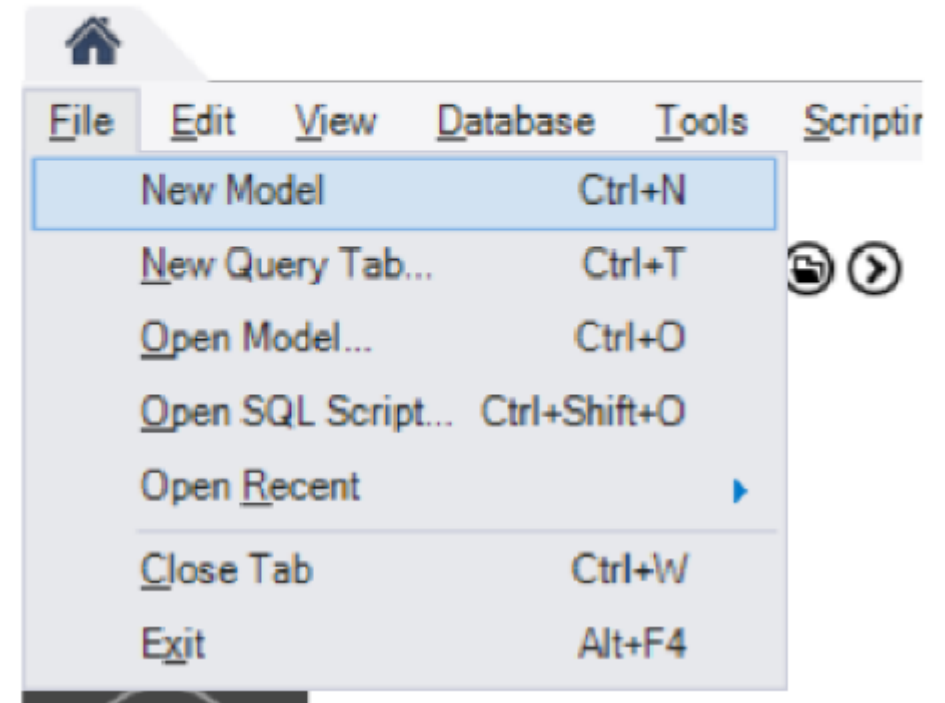 File Edit View Database Tools Scriptin
New Model Ctrl+N
New Query Tab... Ctrl+T
Open Model... Ctrl+O
Open SQL Script... Ctrl+Shift+O
Open Recent
Close Tab Ctrl+W
Exit Alt+F4